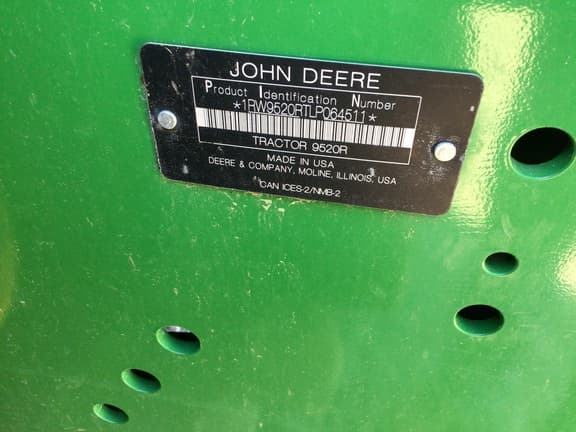 JOHN DEERE
Product Identification Number
*1RW9520RTLP064511*
TRACTOR 9520R
MADE IN USA
DEERE & COMPANY, MOLINE, ILLINOIS, USA
CAN ICES-2/NMB-2